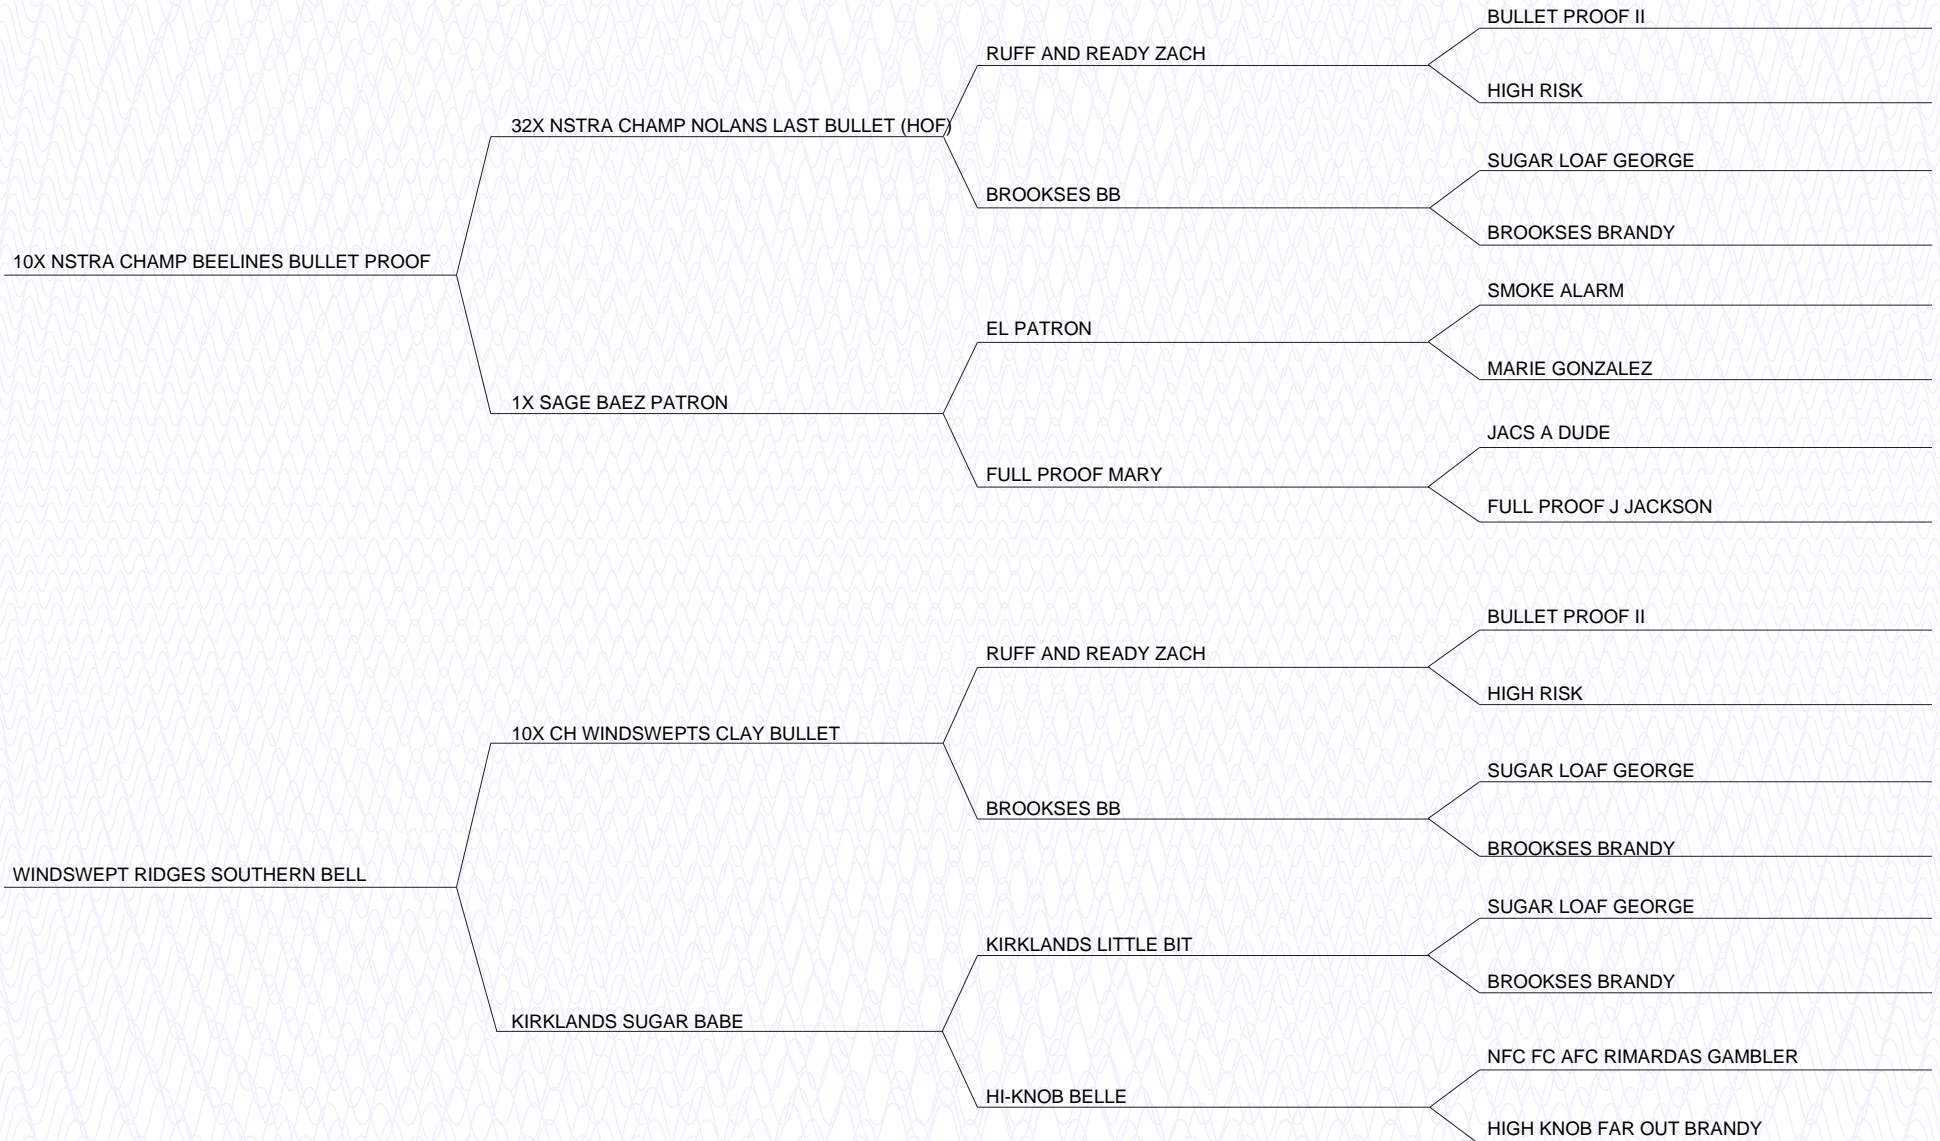 BULLET PROOF II
RUFF AND READY ZACH
HIGH RISK
32X NSTRA CHAMP NOLANS LAST BULLET (HOF)
SUGAR LOAF GEORGE
BROOKSES BB
BROOKSES BRANDY
10X NSTRA CHAMP BEELINES BULLET PROOF
SMOKE ALARM
EL PATRON
MARIE GONZALEZ
1X SAGE BAEZ PATRON
JACS A DUDE
FULL PROOF MARY
FULL PROOF J JACKSON
BULLET PROOF II
RUFF AND READY ZACH
HIGH RISK
10X CH WINDSWEPTS CLAY BULLET
SUGAR LOAF GEORGE
BROOKSES BB
BROOKSES BRANDY
WINDSWEPT RIDGES SOUTHERN BELL
SUGAR LOAF GEORGE
KIRKLANDS LITTLE BIT
BROOKSES BRANDY
KIRKLANDS SUGAR BABE
NFC FC AFC RIMARDAS GAMBLER
HI-KNOB BELLE
HIGH KNOB FAR OUT BRANDY